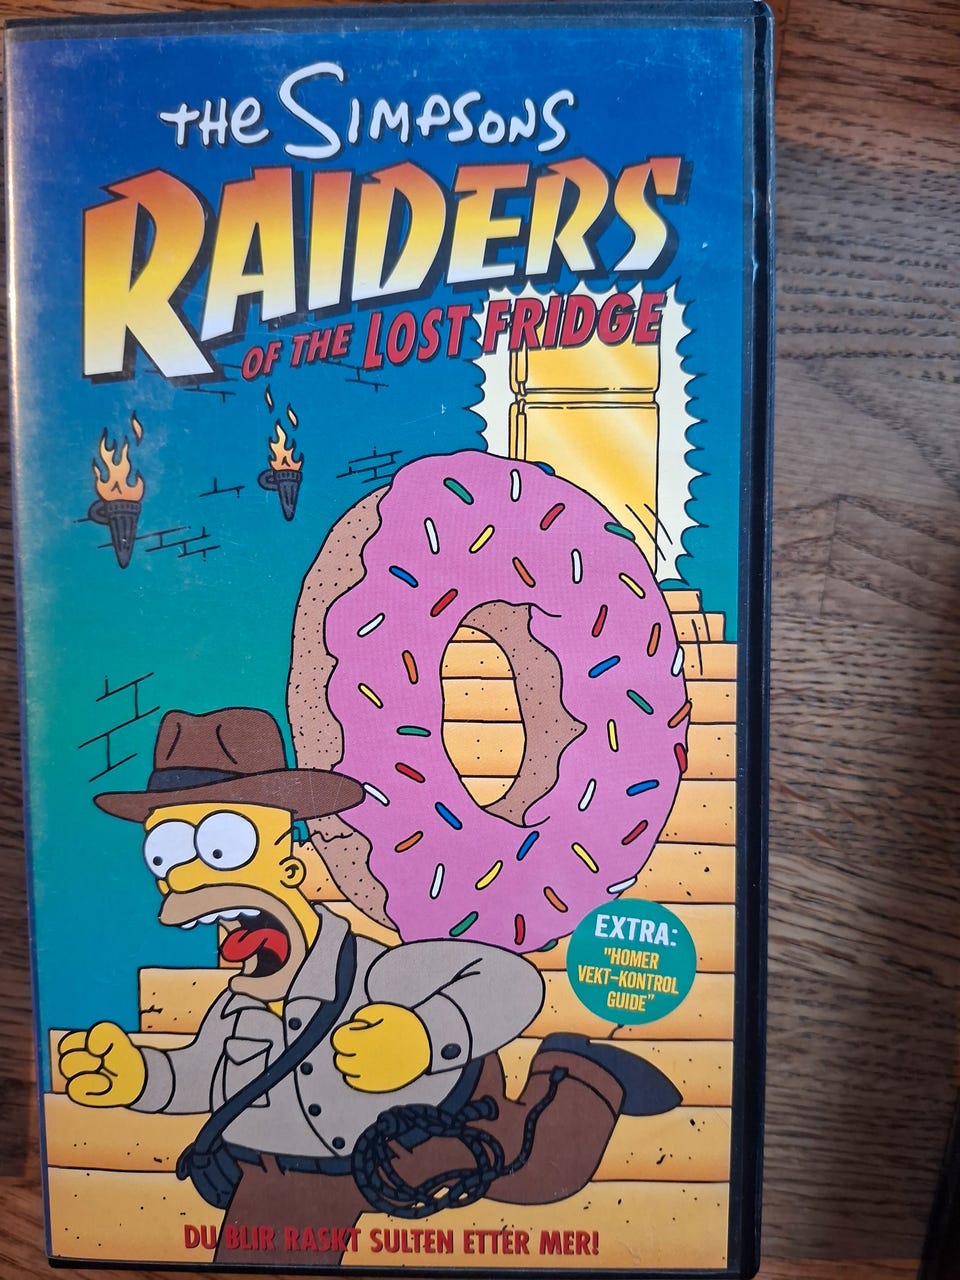 THE SIMPSONS
RAIDERS
OF THE LOST FRIDGE
EXTRA:
"HOMER
VEKT-KONTROL
GUIDE"
DU BLIR RASKT SULTEN ETTER MER!